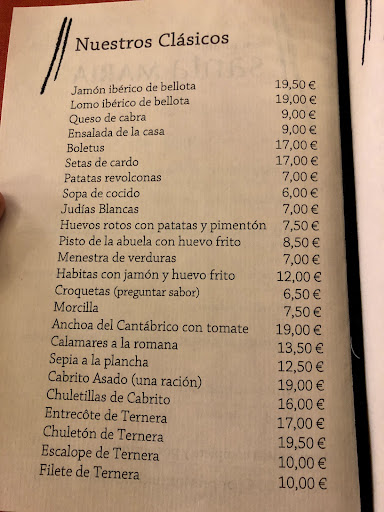 Nuestros Clásicos
Jamón ibérico de bellota 19,50 €
Lomo ibérico de bellota 19,00 €
Queso de cabra 9,00 €
Ensalada de la casa 9,00 €
Boletus 17,00 €
Setas de cardo 17,00 €
Patatas revolconas 7,00 €
Sopa de cocido 6,00 €
Judías Blancas 7,00 €
Huevos rotos con patatas y pimentón 7,50 €
Pisto de la abuela con huevo frito 8,50 €
Menestra de verduras 7,00 €
Habitas con jamón y huevo frito 12,00 €
Croquetas (preguntar sabor) 6,50 €
Morcilla 7,50 €
Anchoa del Cantábrico con tomate 19,00 €
Calamares a la romana 13,50 €
Sepia a la plancha 12,50 €
Cabrito Asado (una ración) 19,00 €
Chuletillas de Cabrito 16,00 €
Entrecôte de Ternera 17,00 €
Chuletón de Ternera 19,50 €
Escalope de Ternera 10,00 €
Filete de Ternera 10,00 €